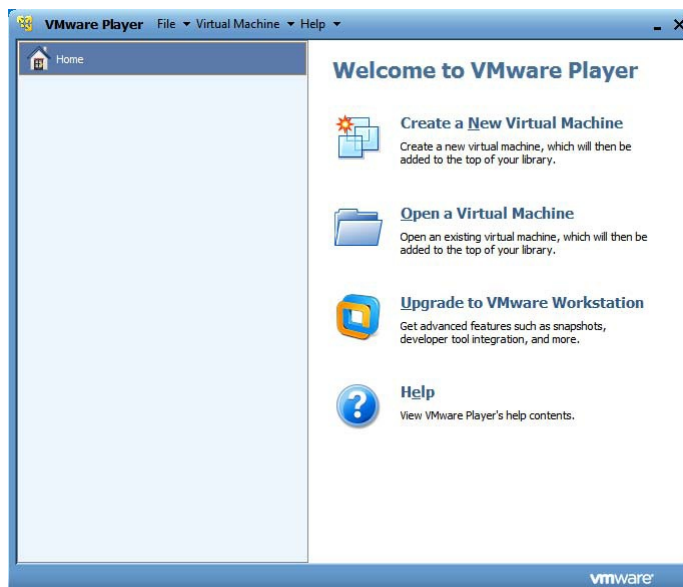 VMware Player File Virtual Machine Help
Home
Welcome to VMware Player
Create a New Virtual Machine
Create a new virtual machine, which will then be
added to the top of your library.
Open a Virtual Machine
Open an existing virtual machine, which will then be
added to the top of your library.
Upgrade to VMware Workstation
Get advanced features such as snapshots,
developer tool integration, and more.
Help
View VMware Player's help contents.
vmware